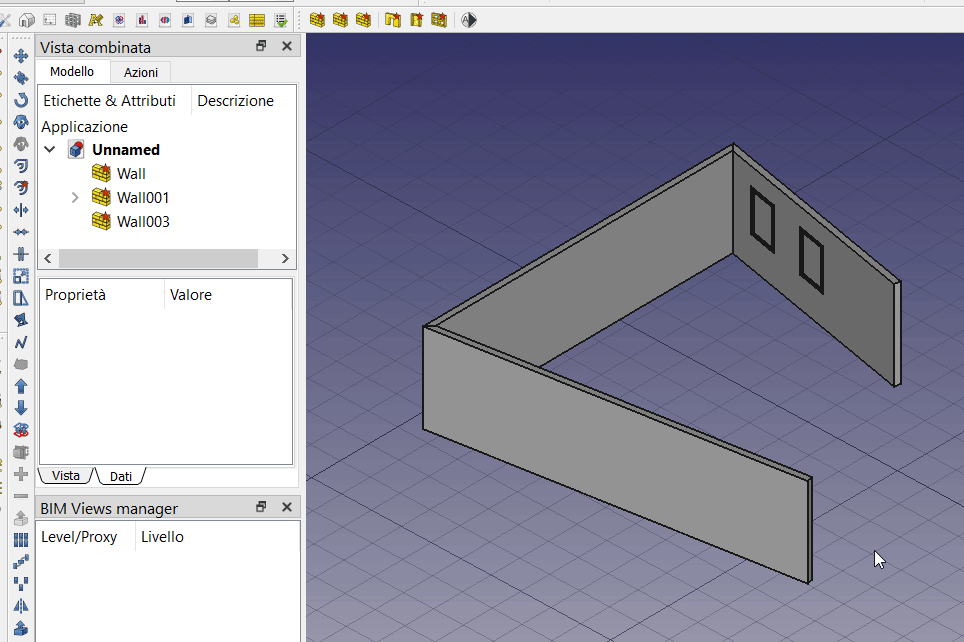 Vista combinata
Modello
Azioni
Etichette & Attributi
Descrizione
Applicazione
Unnamed
Wall
Wall001
Wall003
Proprietà
Valore
Vista
Dati
BIM Views manager
Level/Proxy
Livello